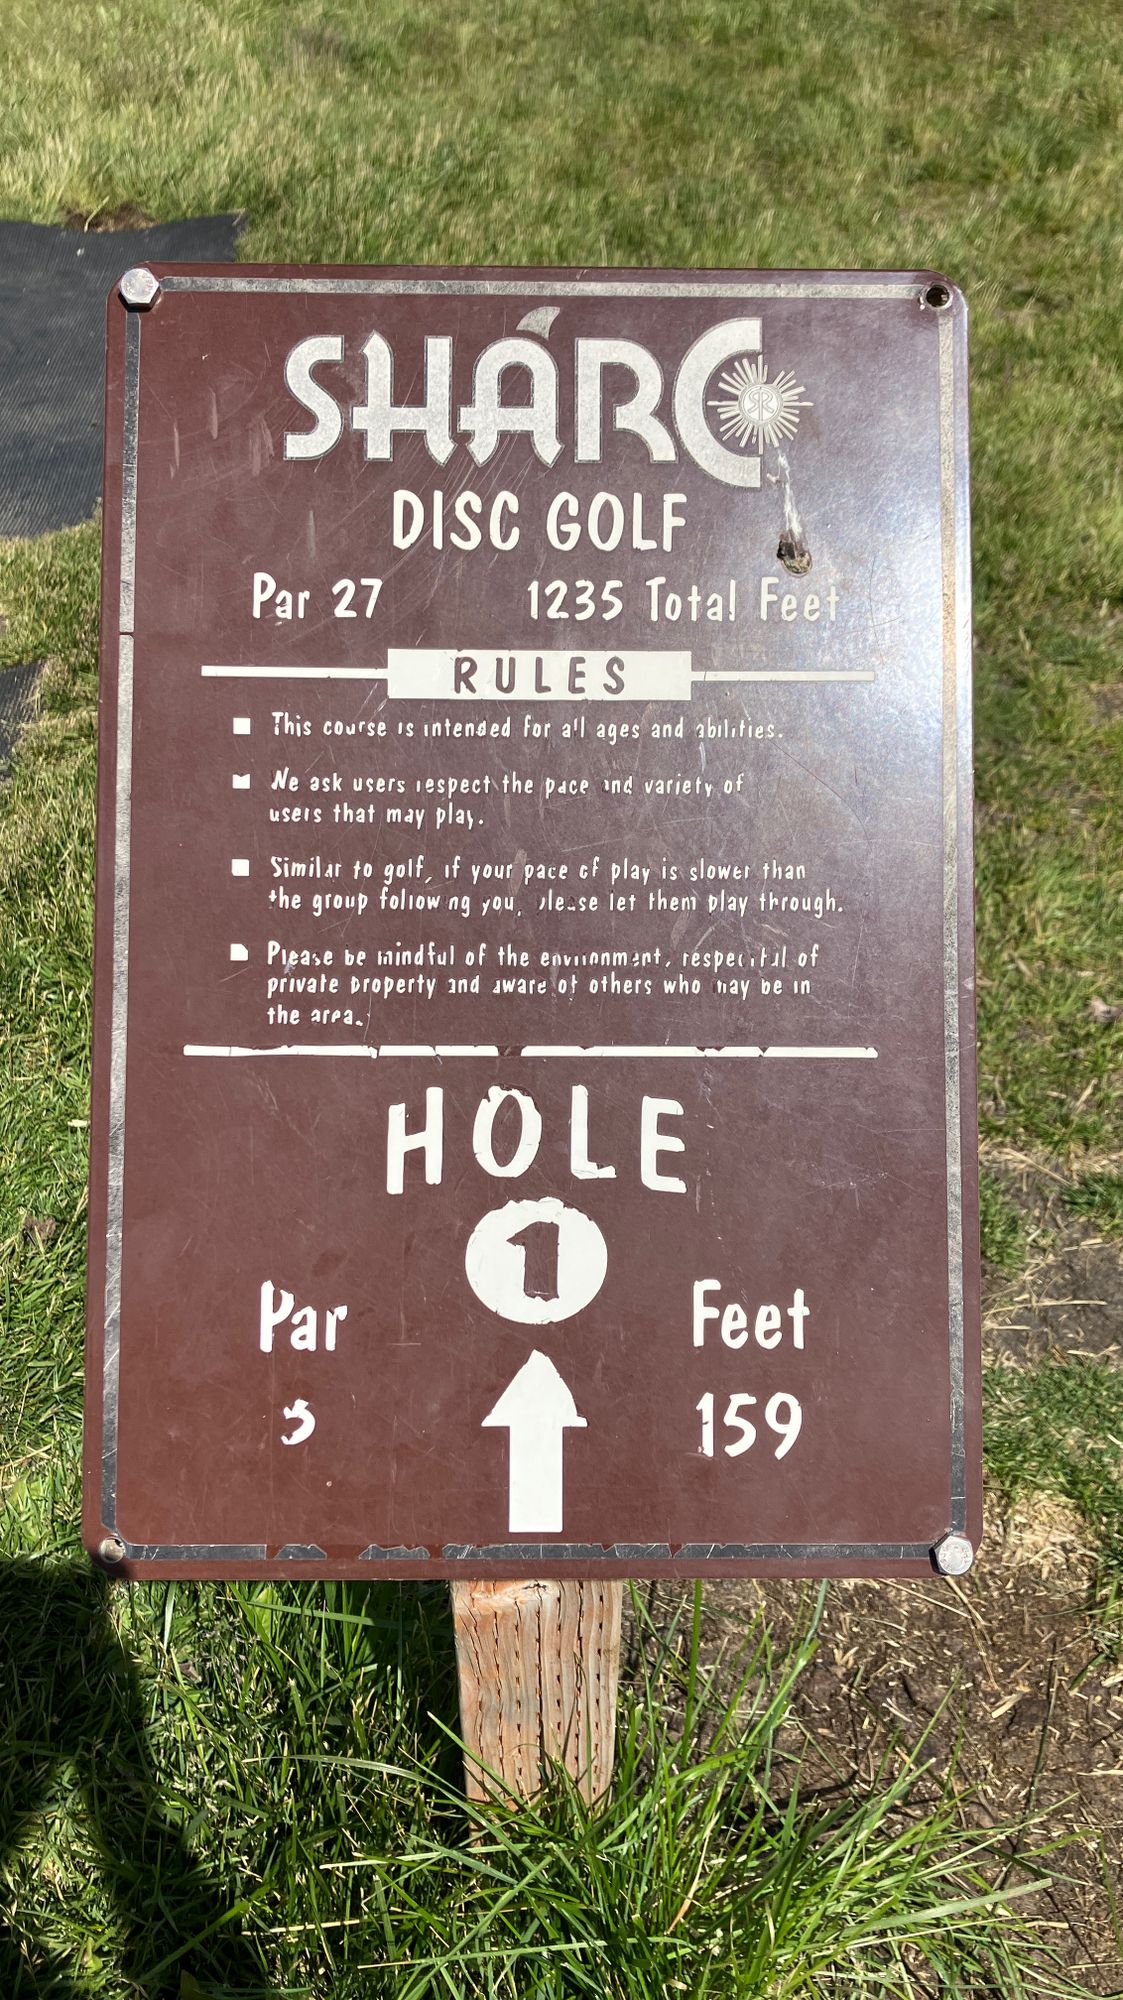 SHARC
SR
DISC GOLF
Par 27 1235 Total Feet
RULES
This course is intended for all ages and abilities.
We ask users respect the pace and variety of
users that may play.
Similar to golf, if your pace of play is slower than
the group following you, please let them play through.
Please be mindful of the environment, respectful of
private property and aware of others who may be in
the area.
HOLE
1
Par Feet
3 159